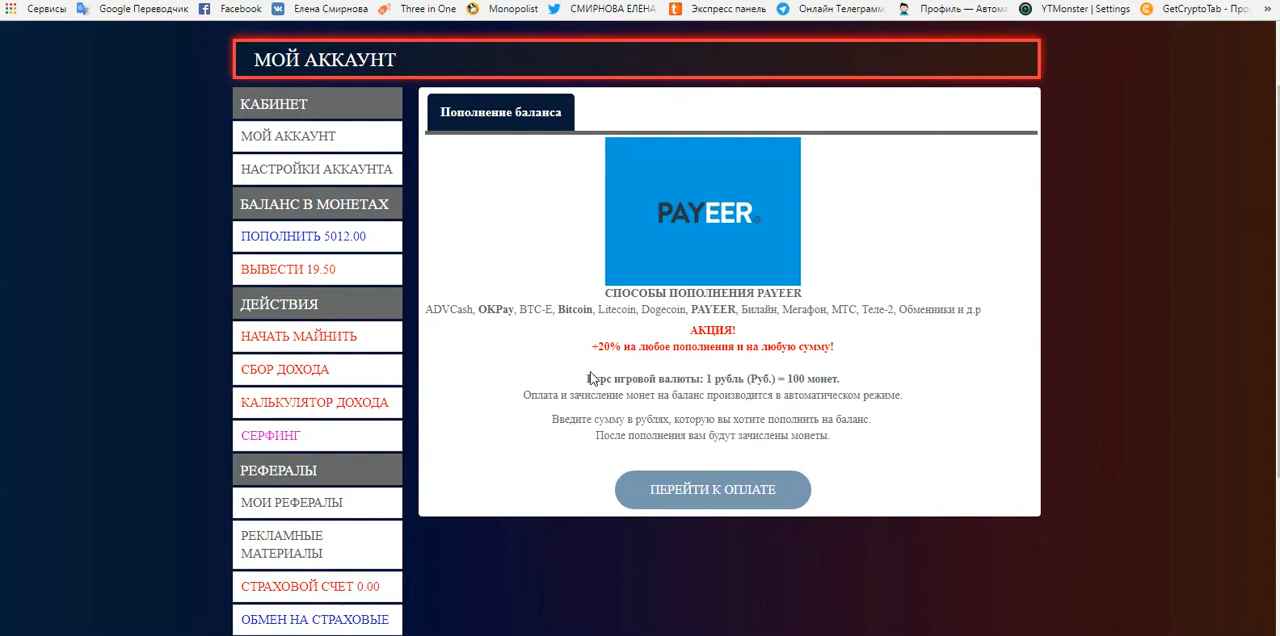 Сервисы Google Переводчик Facebook Елена Смирнова Three in One Monopolist СМИРНОВА ЕЛЕНА Экспресс панель Онлайн Телеграмм. Профиль — Автома YTMonster | Settings GetCryptoTab - Про »
МОЙ АККАУНТ
КАБИНЕТ
МОЙ АККАУНТ
НАСТРОЙКИ АККАУНТА
БАЛАНС В МОНЕТАХ
ПОПОЛНИТЬ 5012.00
ВЫВЕСТИ 19.50
ДЕЙСТВИЯ
НАЧАТЬ МАЙНИТЬ
СБОР ДОХОДА
КАЛЬКУЛЯТОР ДОХОДА
СЕРФИНГ
РЕФЕРАЛЫ
МОИ РЕФЕРАЛЫ
РЕКЛАМНЫЕ
МАТЕРИАЛЫ
СТРАХОВОЙ СЧЕТ 0.00
ОБМЕН НА СТРАХОВЫЕ
Пополнение баланса
PAYEER®
СПОСОБЫ ПОПОЛНЕНИЯ PAYEER
ADVCash, OKPay, BTC-E, Bitcoin, Litecoin, Dogecoin, PAYEER, Билайн, Мегафон, МТС, Теле-2, Обменники и д.р
АКЦИЯ!
+20% на любое пополнения и на любую сумму!
Курс игровой валюты: 1 рубль (Руб.) = 100 монет.
Оплата и зачисление монет на баланс производится в автоматическом режиме.
Введите сумму в рублях, которую вы хотите пополнить на баланс.
После пополнения вам будут зачислены монеты.
ПЕРЕЙТИ К ОПЛАТЕ